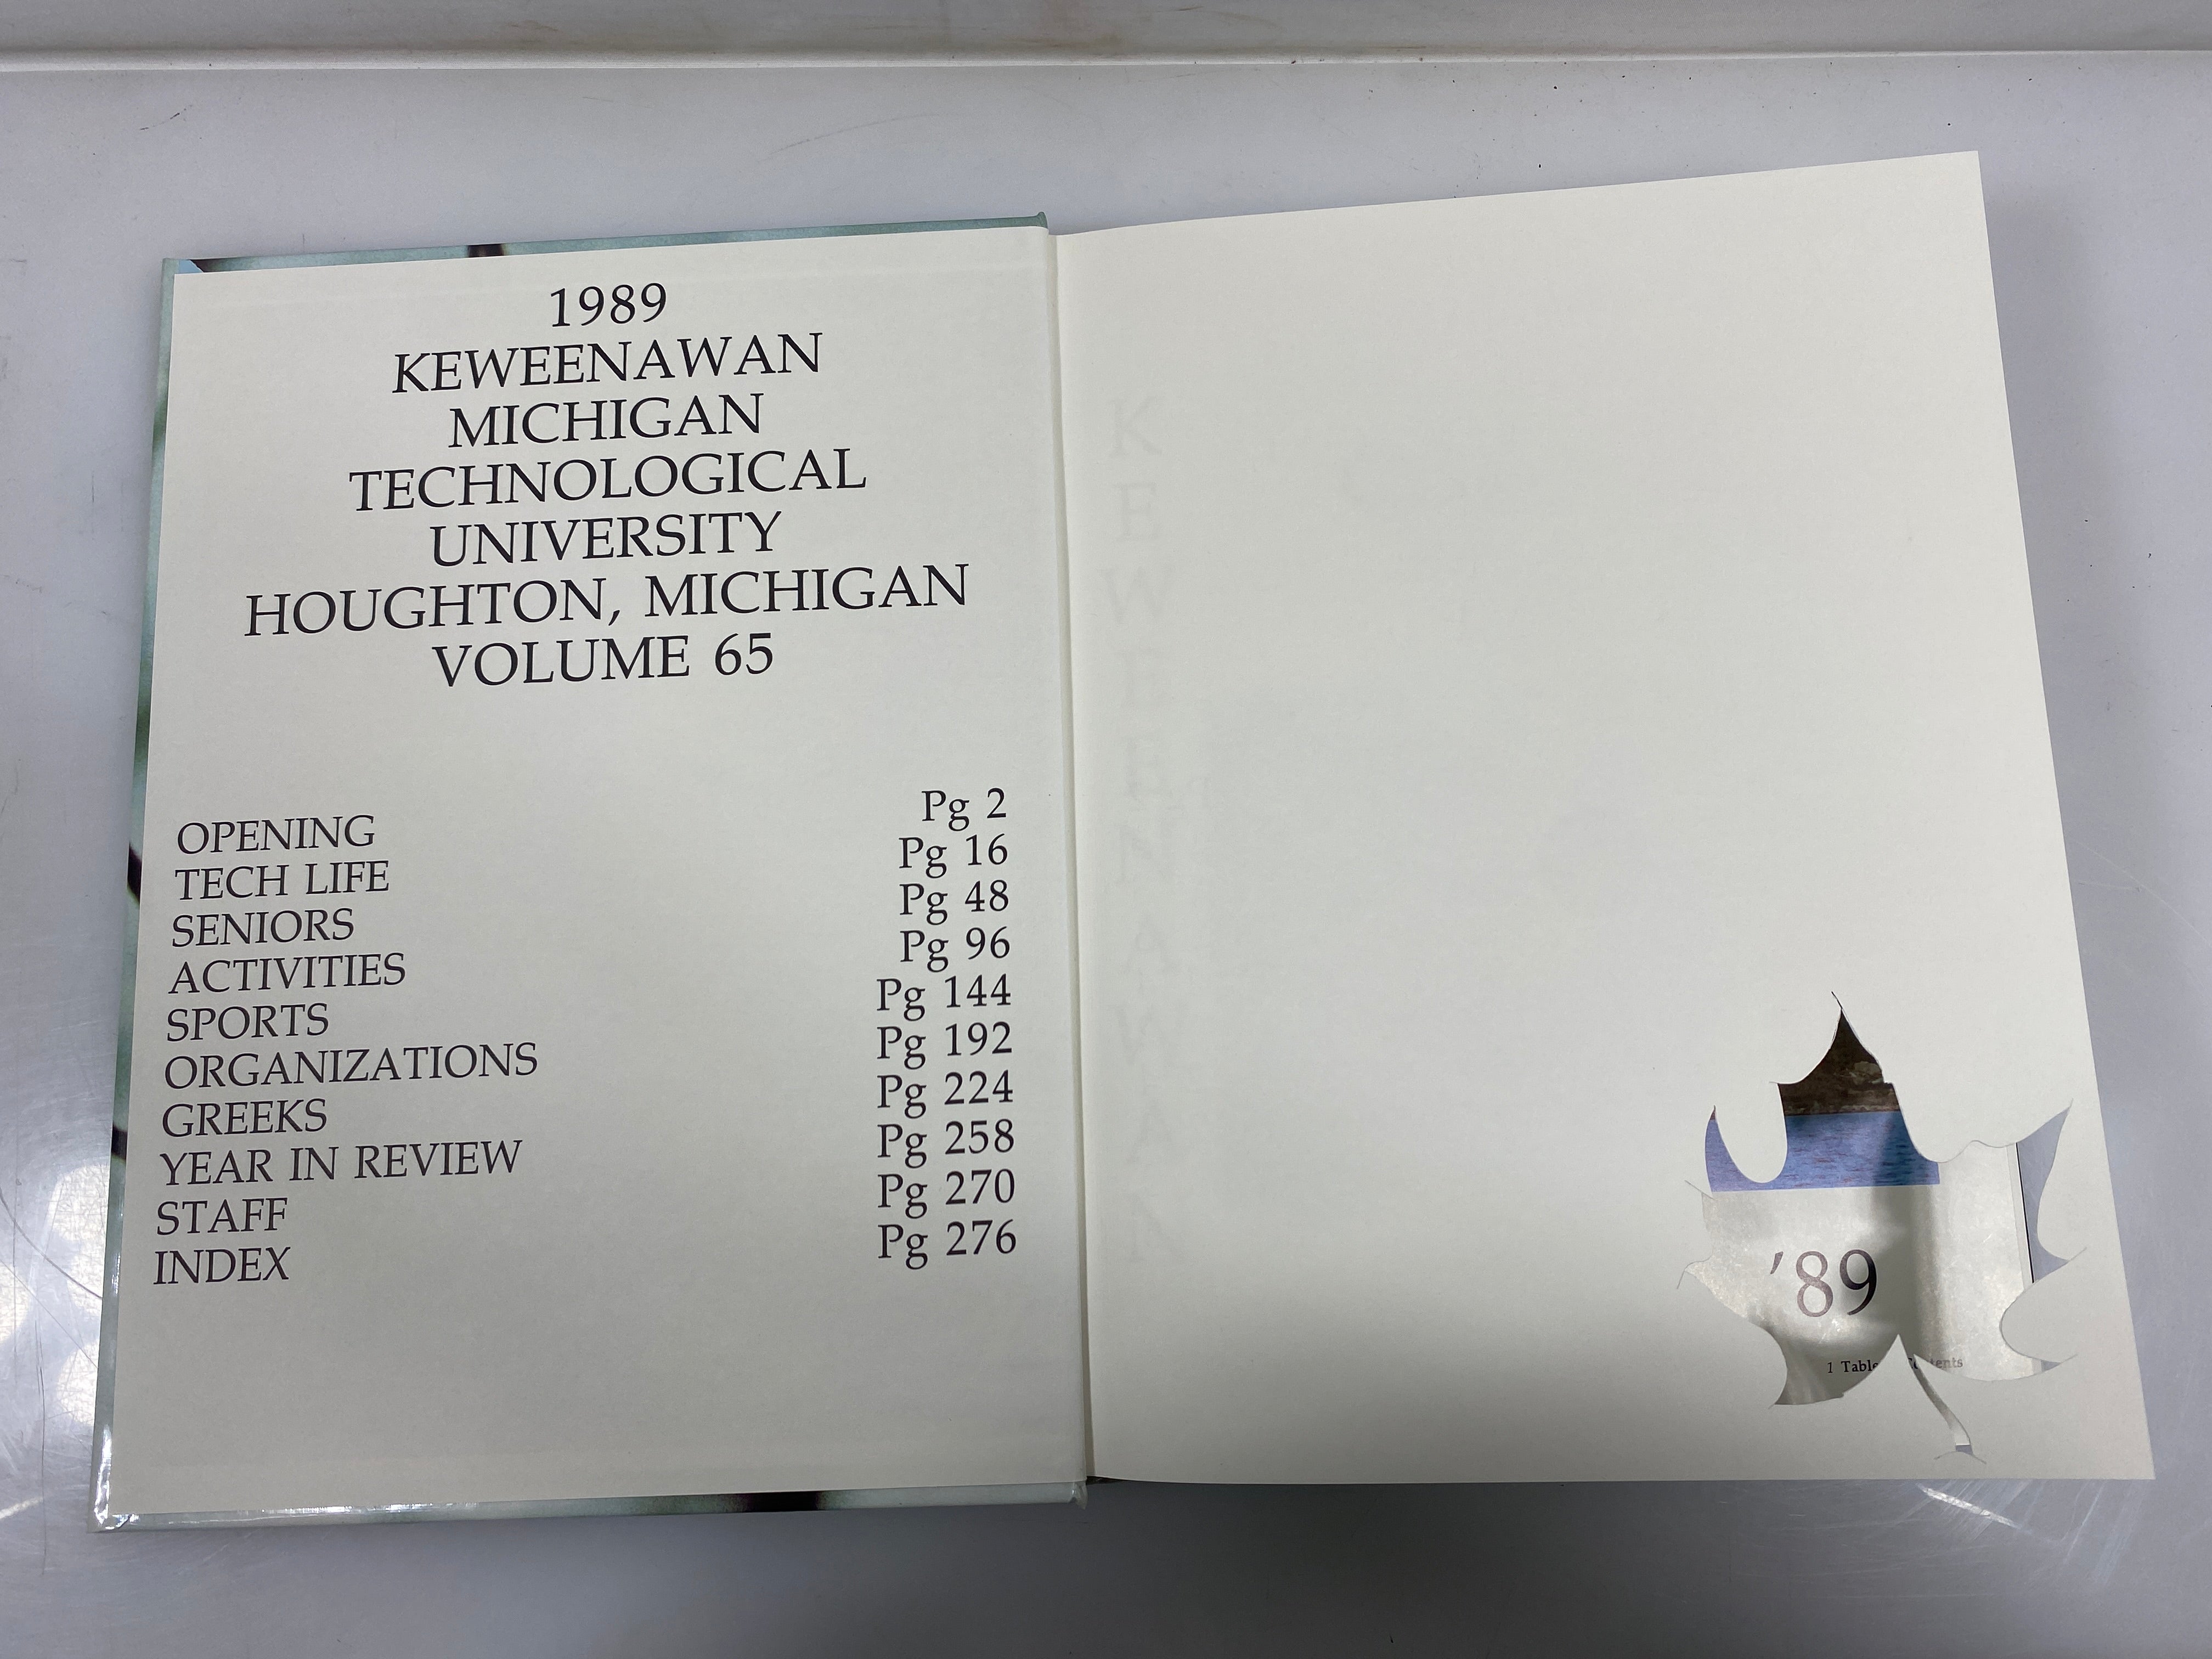 1989
KEWEENAWAN
MICHIGAN
TECHNOLOGICAL
UNIVERSITY
HOUGHTON, MICHIGAN
VOLUME 65
OPENING Pg 2
TECH LIFE Pg 16
SENIORS Pg 48
ACTIVITIES Pg 96
SPORTS Pg 144
ORGANIZATIONS Pg 192
GREEKS Pg 224
YEAR IN REVIEW Pg 258
STAFF Pg 270
INDEX Pg 276
K
E
W
E
E
N
A
W
A
N
'89
1